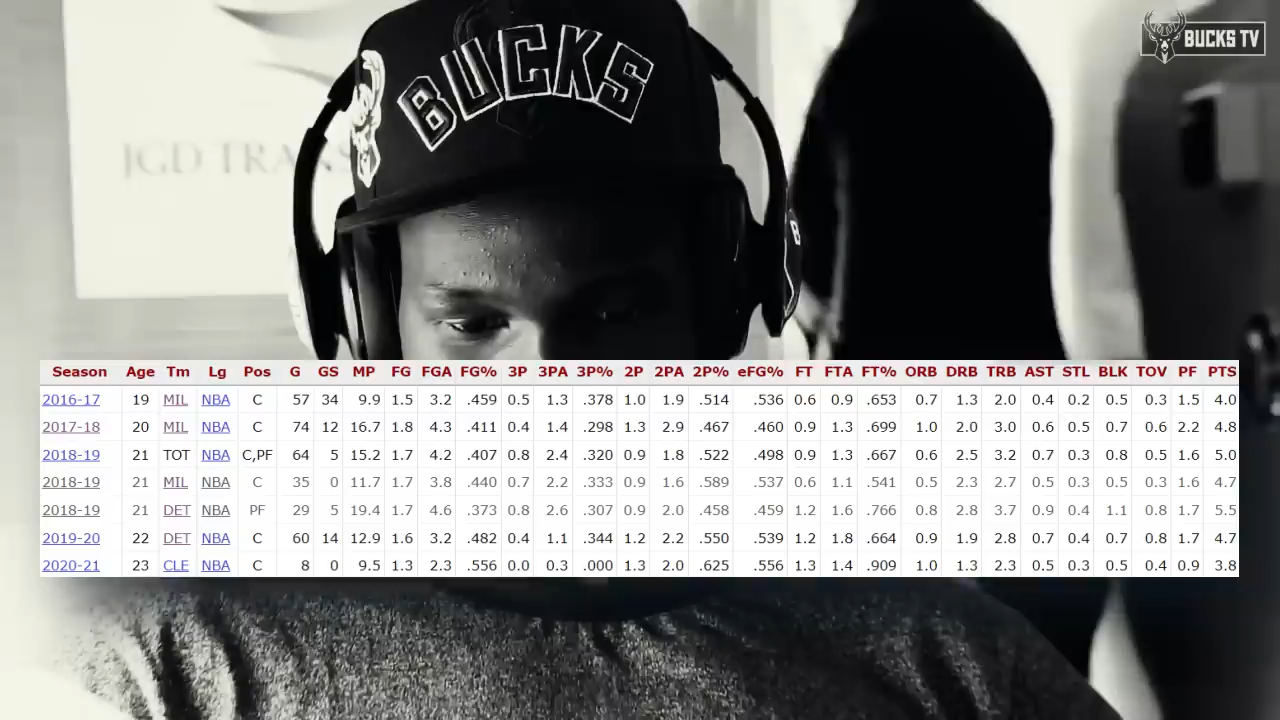 BUCKS TV
BUCKS
JGD TRANS
B
Season Age Tm Lg Pos G GS MP FG FGA FG% 3P 3PA 3P% 2P 2PA 2P% eFG% FT FTA FT% ORB DRB TRB AST STL BLK TOV PF PTS
2016-17 19 MIL NBA C 57 34 9.9 1.5 3.2 .459 0.5 1.3 .378 1.0 1.9 .514 .536 0.6 0.9 .653 0.7 1.3 2.0 0.4 0.2 0.5 0.3 1.5 4.0
2017-18 20 MIL NBA C 74 12 16.7 1.8 4.3 .411 0.4 1.4 .298 1.3 2.9 .467 .460 0.9 1.3 .699 1.0 2.0 3.0 0.6 0.5 0.7 0.6 2.2 4.8
2018-19 21 TOT NBA C,PF 64 5 15.2 1.7 4.2 .407 0.8 2.4 .320 0.9 1.8 .522 .498 0.9 1.3 .667 0.6 2.5 3.2 0.7 0.3 0.8 0.5 1.6 5.0
2018-19 21 MIL NBA C 35 0 11.7 1.7 3.8 .440 0.7 2.2 .333 0.9 1.6 .589 .537 0.6 1.1 .541 0.5 2.3 2.7 0.5 0.3 0.5 0.3 1.6 4.7
2018-19 21 DET NBA PF 29 5 19.4 1.7 4.6 .373 0.8 2.6 .307 0.9 2.0 .458 .459 1.2 1.6 .766 0.8 2.8 3.7 0.9 0.4 1.1 0.8 1.7 5.5
2019-20 22 DET NBA C 60 14 12.9 1.6 3.2 .482 0.4 1.1 .344 1.2 2.2 .550 .539 1.2 1.8 .664 0.9 1.9 2.8 0.7 0.4 0.7 0.8 1.7 4.7
2020-21 23 CLE NBA C 8 0 9.5 1.3 2.3 .556 0.0 0.3 .000 1.3 2.0 .625 .556 1.3 1.4 .909 1.0 1.3 2.3 0.5 0.3 0.5 0.4 0.9 3.8